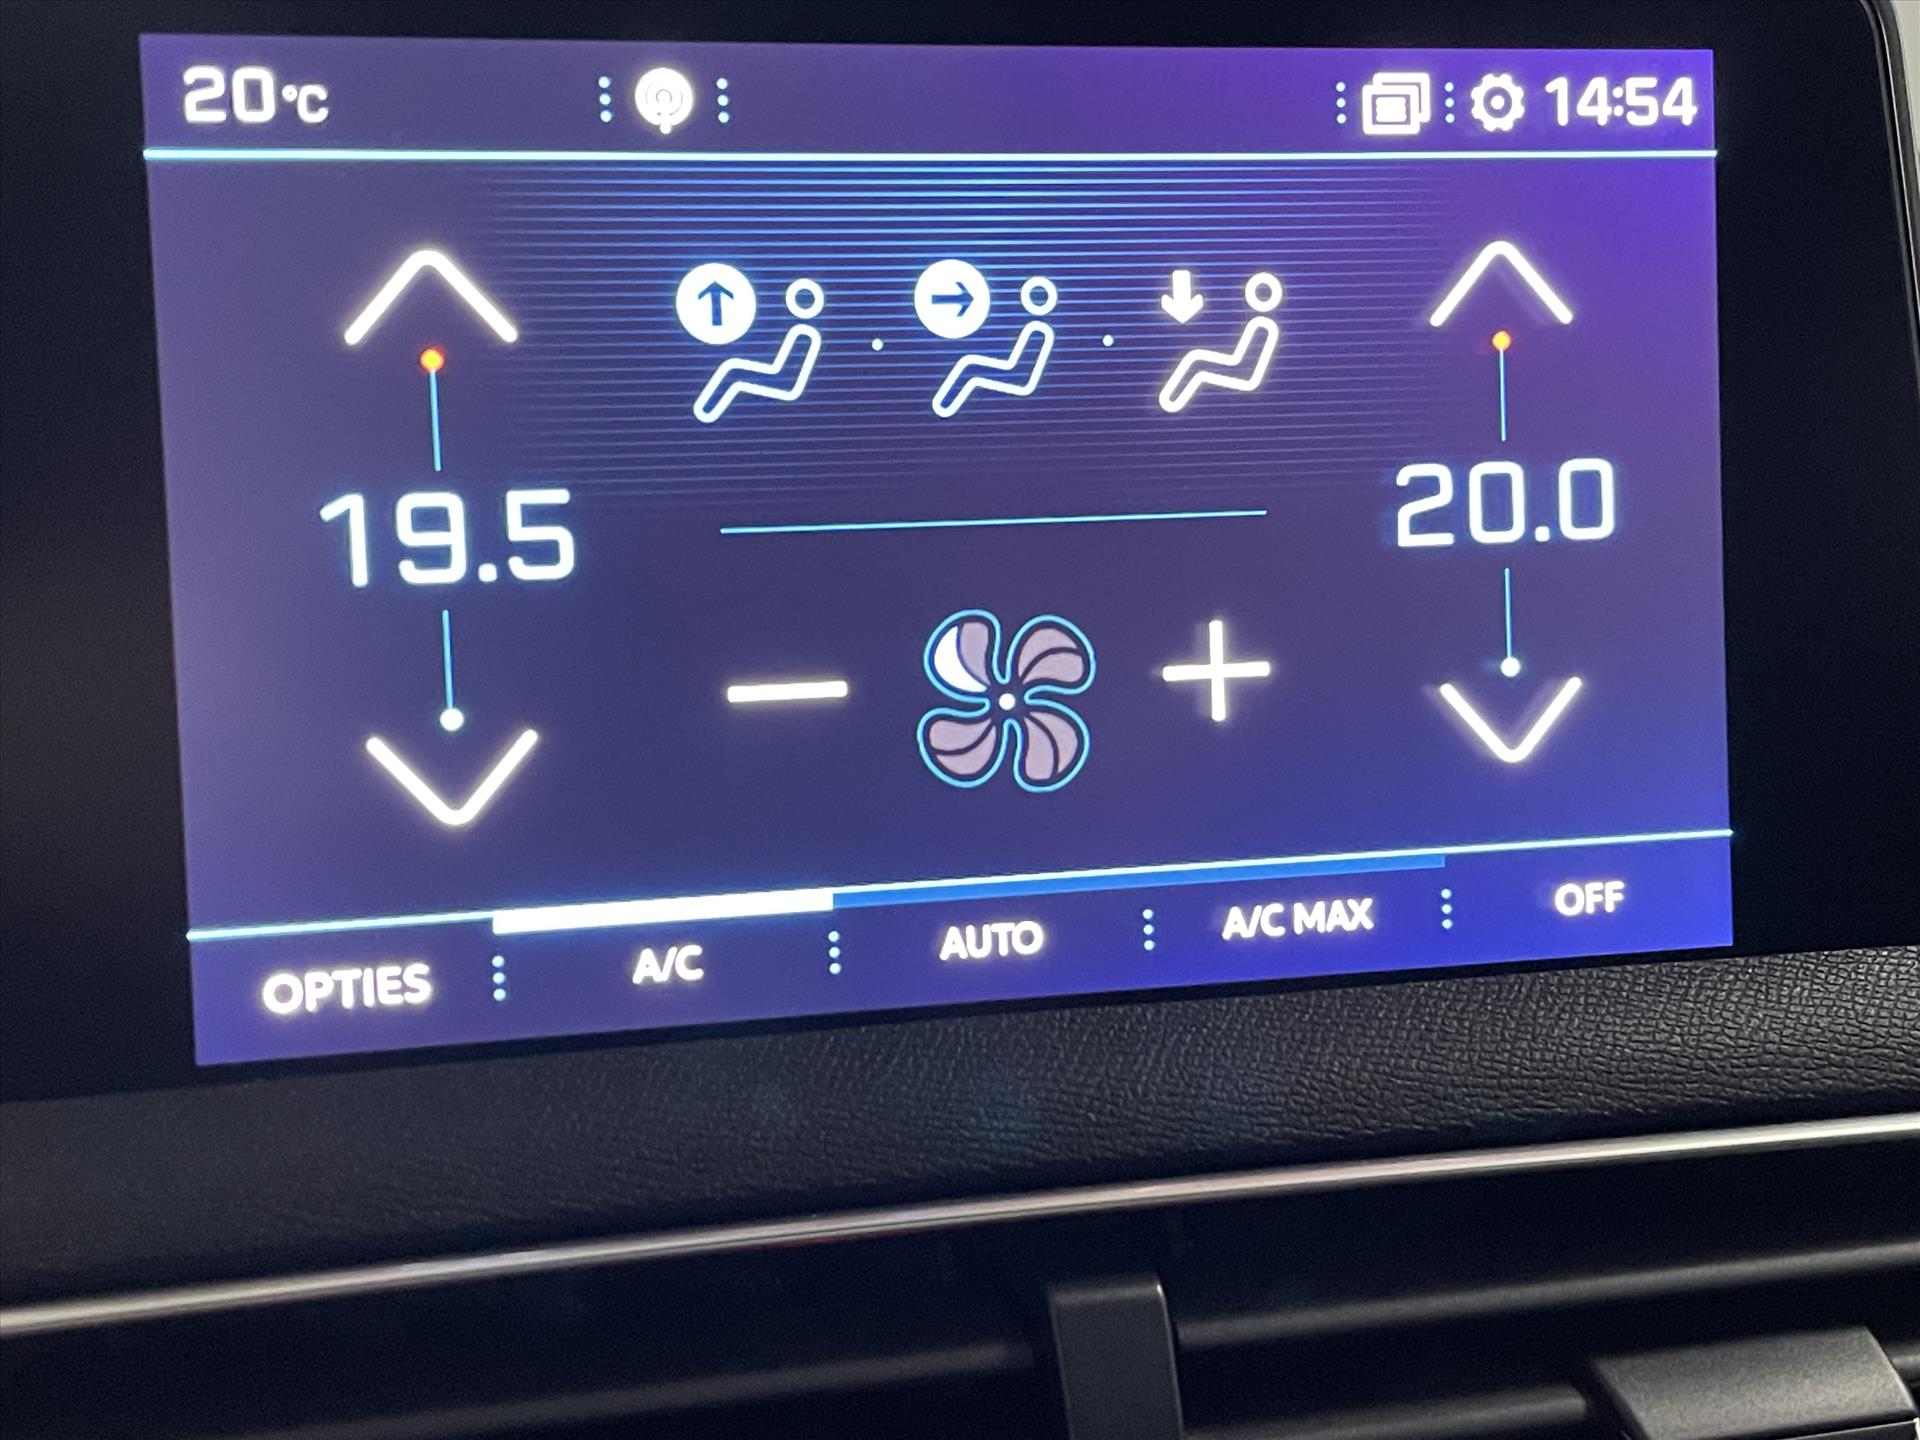 20°C 14:54
19.5 20.0
OPTIES A/C AUTO A/C MAX OFF